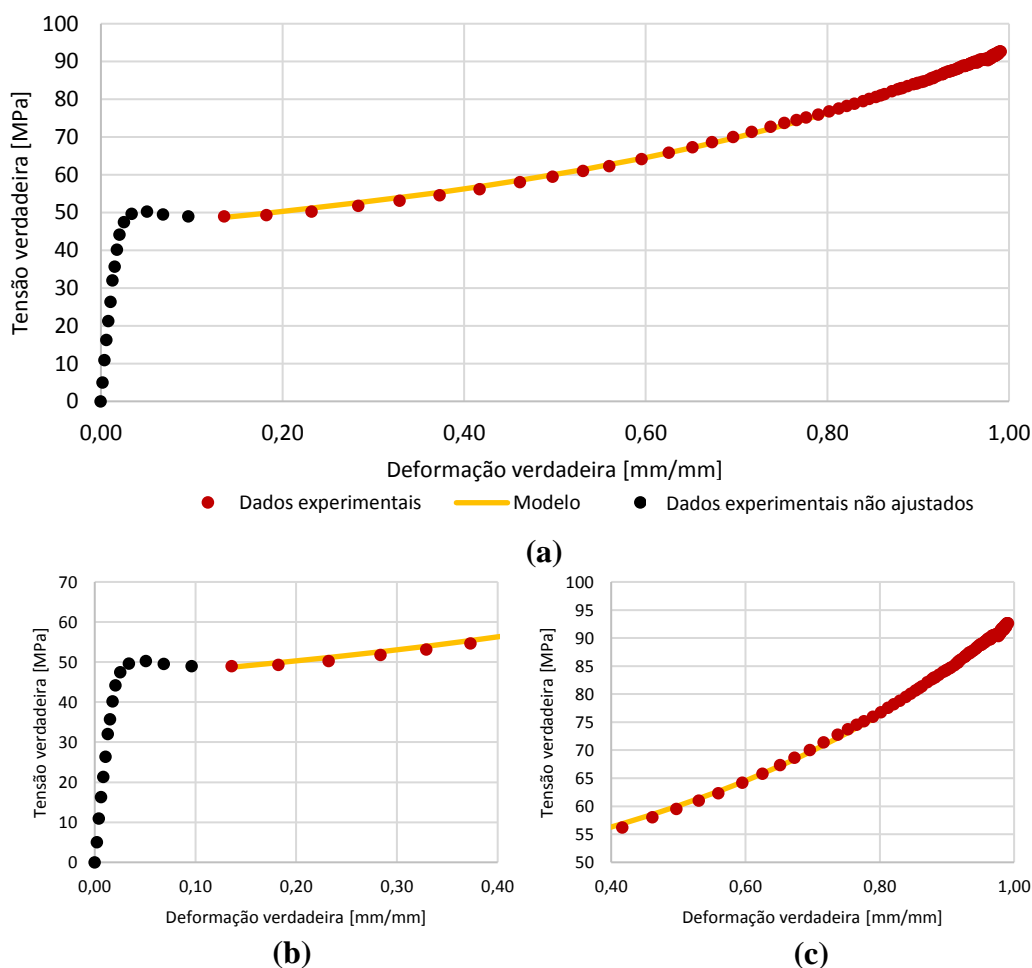 100
90
80
70
60
50
40
30
20
10
0
Tensão verdadeira [MPa]
0,00 0,20 0,40 0,60 0,80 1,00
Deformação verdadeira [mm/mm]
Dados experimentais Modelo Dados experimentais não ajustados
(a)
70
60
50
40
30
20
10
0
Tensão verdadeira [MPa]
0,00 0,10 0,20 0,30 0,40
Deformação verdadeira [mm/mm]
(b)
100
95
90
85
80
75
70
65
60
55
50
Tensão verdadeira [MPa]
0,40 0,60 0,80 1,00
Deformação verdadeira [mm/mm]
(c)